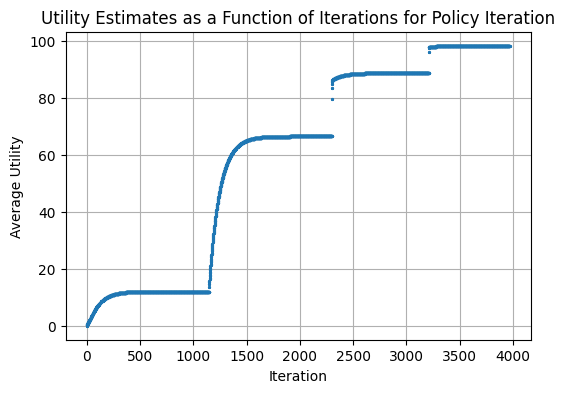 Utility Estimates as a Function of Iterations for Policy Iteration
100
80
60
40
20
0
Average Utility
0 500 1000 1500 2000 2500 3000 3500 4000
Iteration